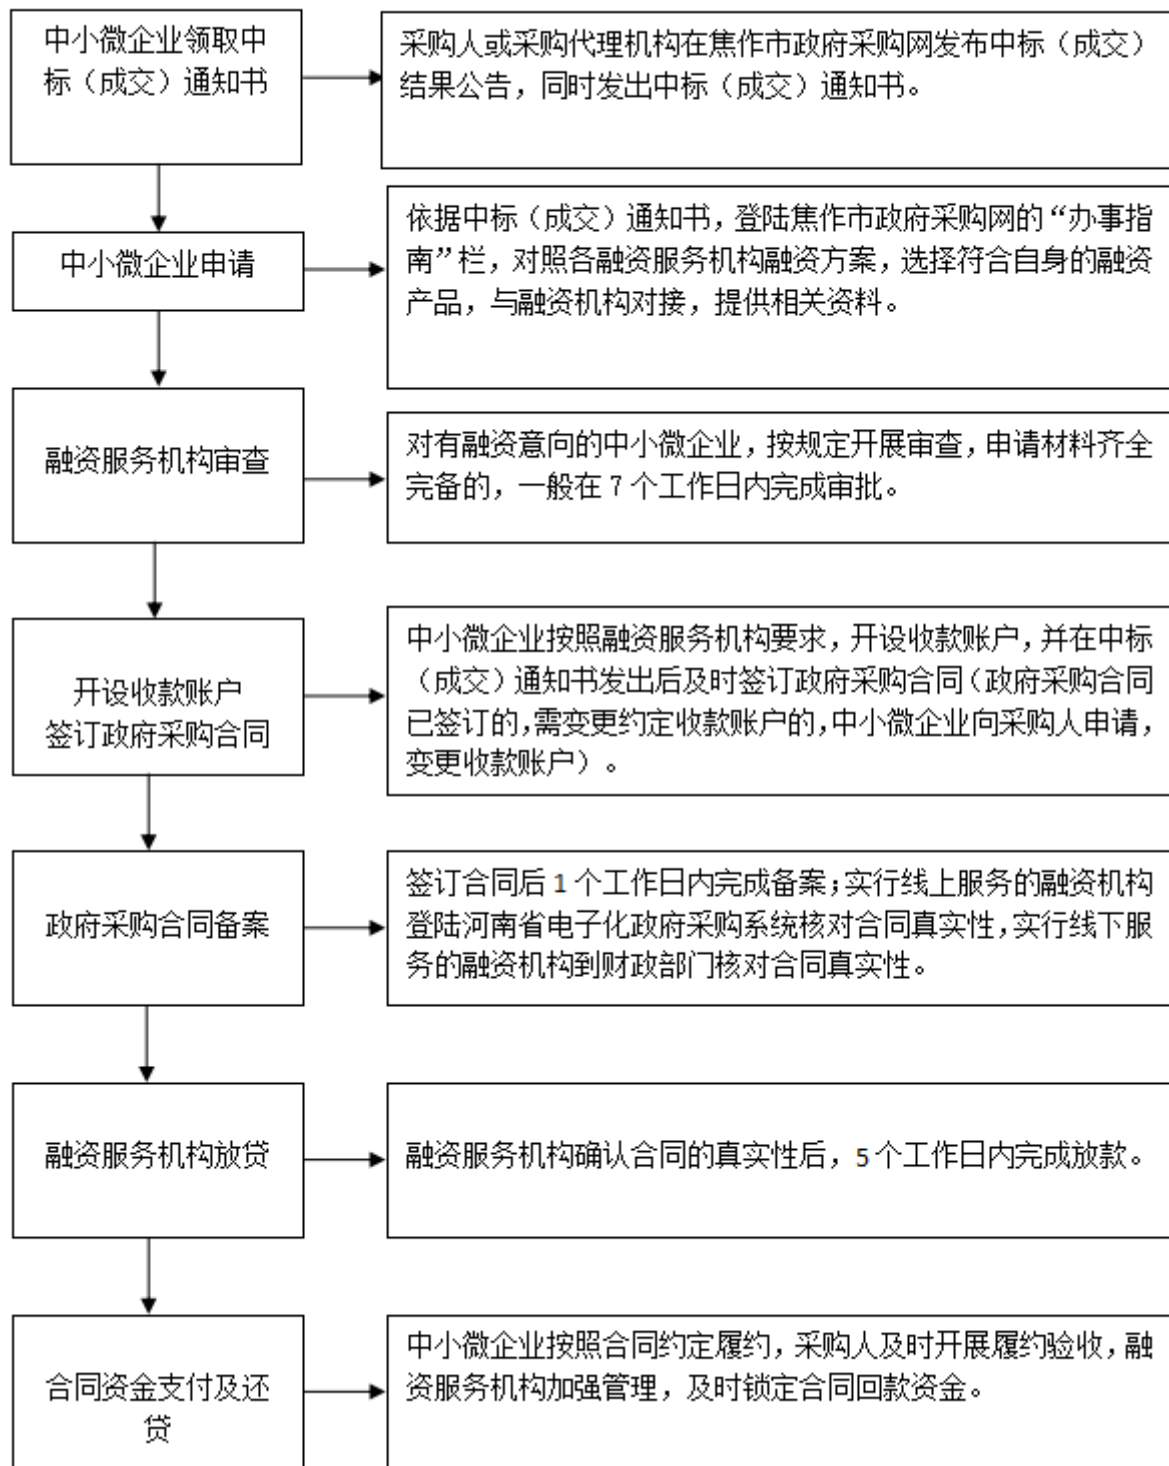 中小微企业领取中
标（成交）通知书
采购人或采购代理机构在焦作市政府采购网发布中标（成交）
结果公告，同时发出中标（成交）通知书。
中小微企业申请
依据中标（成交）通知书，登陆焦作市政府采购网的“办事指
南”栏，对照各融资服务机构融资方案，选择符合自身的融资
产品，与融资机构对接，提供相关资料。
融资服务机构审查
对有融资意向的中小微企业，按规定开展审查，申请材料齐全
完备的，一般在 7 个工作日内完成审批。
开设收款账户
签订政府采购合同
中小微企业按照融资服务机构要求，开设收款账户，并在中标
（成交）通知书发出后及时签订政府采购合同（政府采购合同
已签订的，需变更约定收款账户的，中小微企业向采购人申请，
变更收款账户）。
政府采购合同备案
签订合同后 1 个工作日内完成备案；实行线上服务的融资机构
登陆河南省电子化政府采购系统核对合同真实性，实行线下服
务的融资机构到财政部门核对合同真实性。
融资服务机构放贷
融资服务机构确认合同的真实性后，5 个工作日内完成放款。
合同资金支付及还
贷
中小微企业按照合同约定履约，采购人及时开展履约验收，融
资服务机构加强管理，及时锁定合同回款资金。